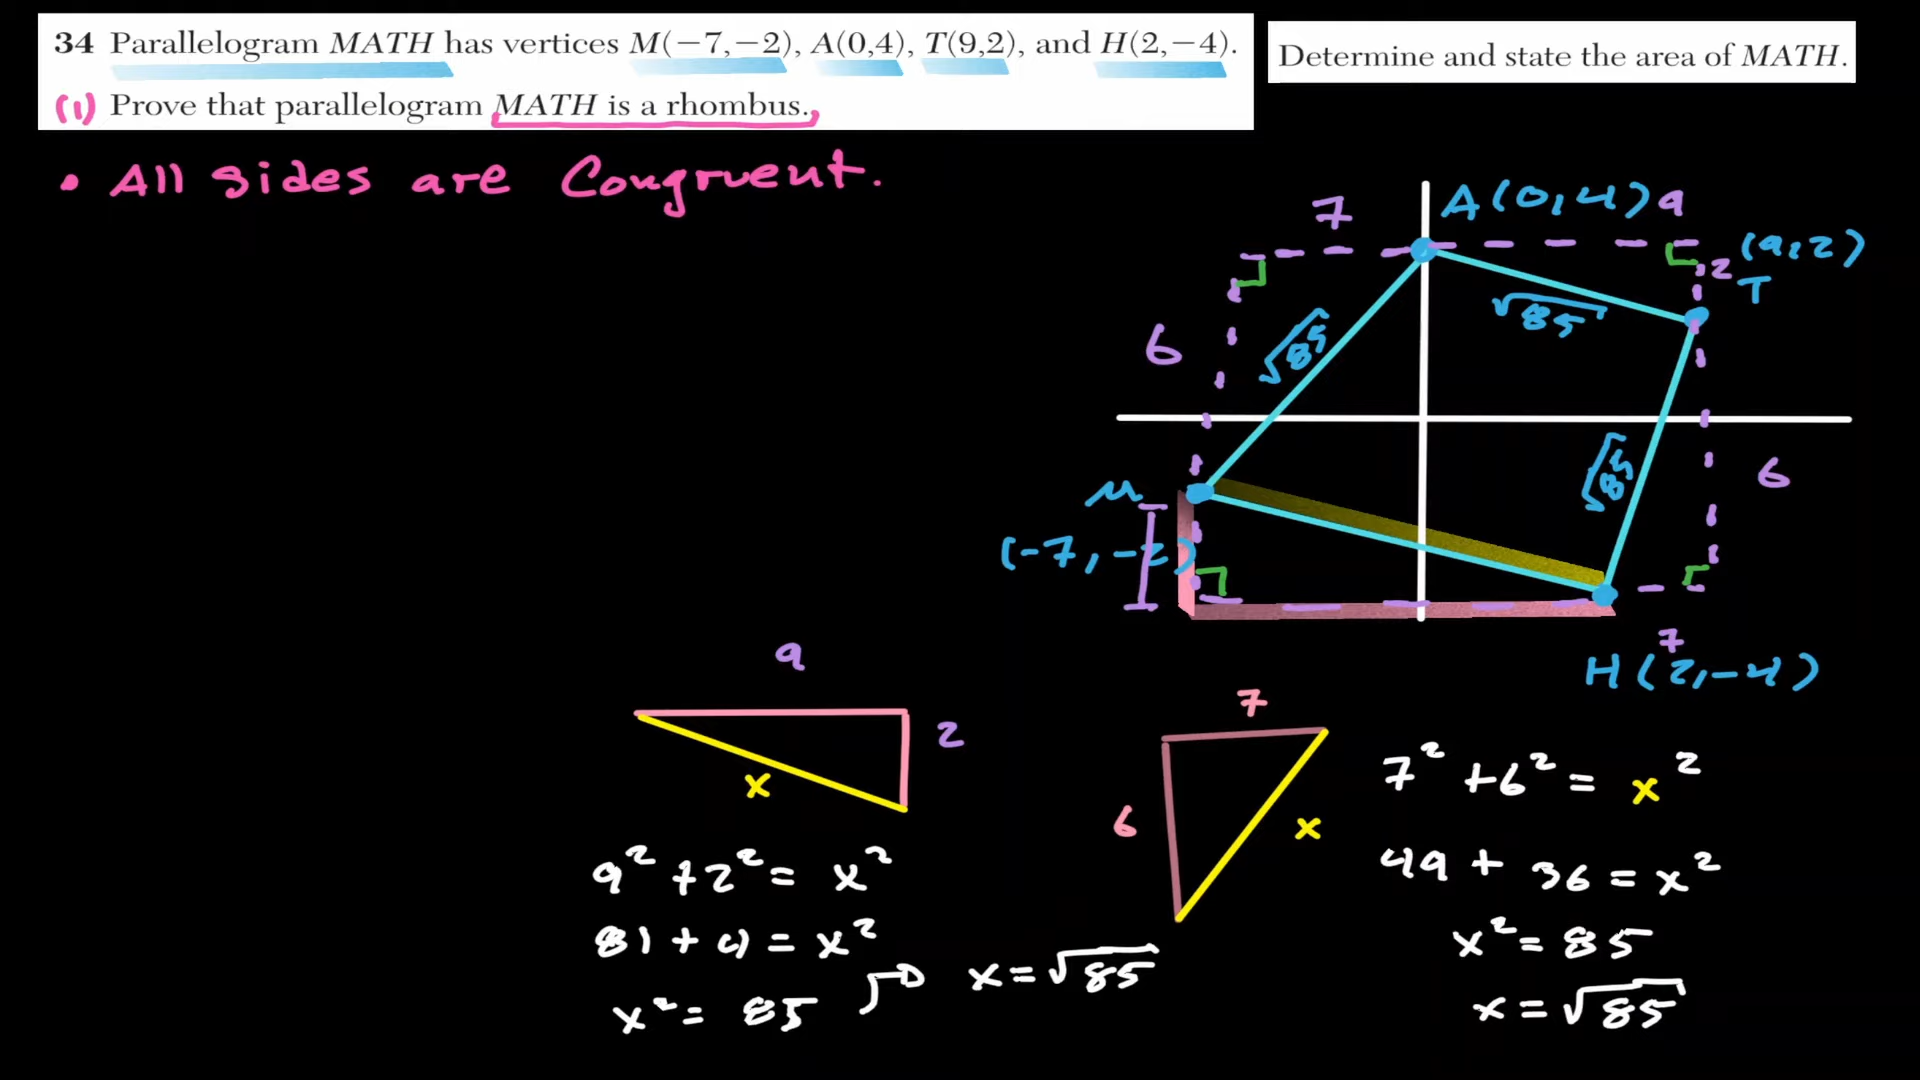 34 Parallelogram MATH has vertices M(−7,−2), A(0,4), T(9,2), and H(2,−4).
(1) Prove that parallelogram MATH is a rhombus.
Determine and state the area of MATH.
• All sides are Congruent.
7
A(0,4)
9
(9,2)
2
T
√85
√85
6
√85
6
M
(-7,-2)
7
H(2,-4)
9
2
x
9² + 2² = x²
81 + 4 = x²
x² = 85
x = √85
7
6
x
7² + 6² = x²
49 + 36 = x²
x² = 85
x = √85